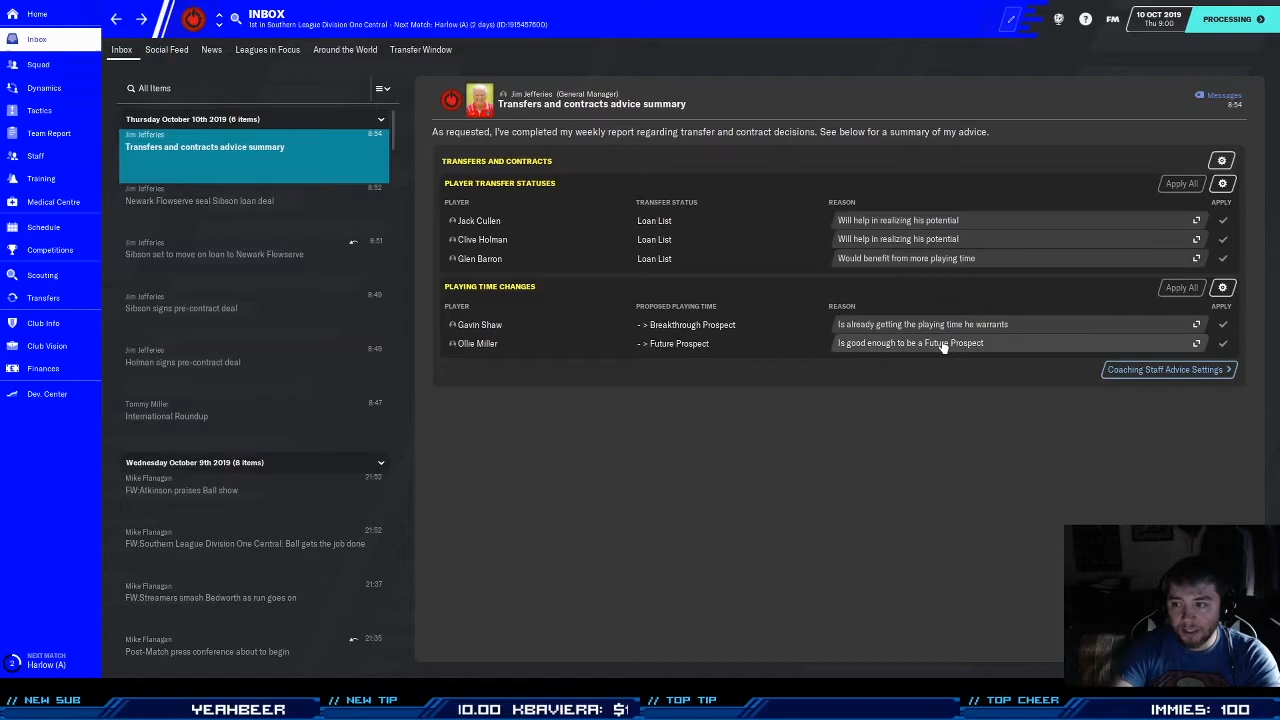 Home
Inbox
Squad
Dynamics
Tactics
Team Report
Staff
Training
Medical Centre
Schedule
Competitions
Scouting
Transfers
Club Info
Club Vision
Finances
Dev. Center
NEXT MATCH
2 Harlow (A)
INBOX
1st in Southern League Division One Central - Next Match: Harlow (A) (2 days) (ID:1915457600)
FM
10 OCT 2019
Thu 9:00
PROCESSING
Inbox Social Feed News Leagues in Focus Around the World Transfer Window
All Items
Thursday October 10th 2019 (6 items)
Jim Jefferies 8:54
Transfers and contracts advice summary
Jim Jefferies 8:52
Newark Flowserve seal Sibson loan deal
Jim Jefferies 8:51
Sibson set to move on loan to Newark Flowserve
Jim Jefferies 8:49
Sibson signs pre-contract deal
Jim Jefferies 8:49
Holman signs pre-contract deal
Tommy Miller 8:47
International Roundup
Wednesday October 9th 2019 (8 items)
Mike Flanagan 21:52
FW:Atkinson praises Ball show
Mike Flanagan 21:52
FW:Southern League Division One Central: Ball gets the job done
Mike Flanagan 21:37
FW:Streamers smash Bedworth as run goes on
Mike Flanagan 21:35
Post-Match press conference about to begin
Jim Jefferies (General Manager)
Transfers and contracts advice summary
Messages
8:54
As requested, I've completed my weekly report regarding transfer and contract decisions. See below for a summary of my advice.
TRANSFERS AND CONTRACTS
PLAYER TRANSFER STATUSES Apply All
PLAYER TRANSFER STATUS REASON APPLY
Jack Cullen Loan List Will help in realizing his potential
Clive Holman Loan List Will help in realizing his potential
Glen Barron Loan List Would benefit from more playing time
PLAYING TIME CHANGES Apply All
PLAYER PROPOSED PLAYING TIME REASON APPLY
Gavin Shaw - > Breakthrough Prospect Is already getting the playing time he warrants
Ollie Miller - > Future Prospect Is good enough to be a Future Prospect
Coaching Staff Advice Settings
// NEW SUB YEAHBEER // NEW TIP 10.00 XBAVIERA: $1 // TOP TIP // TOP CHEER IMMIES: 100